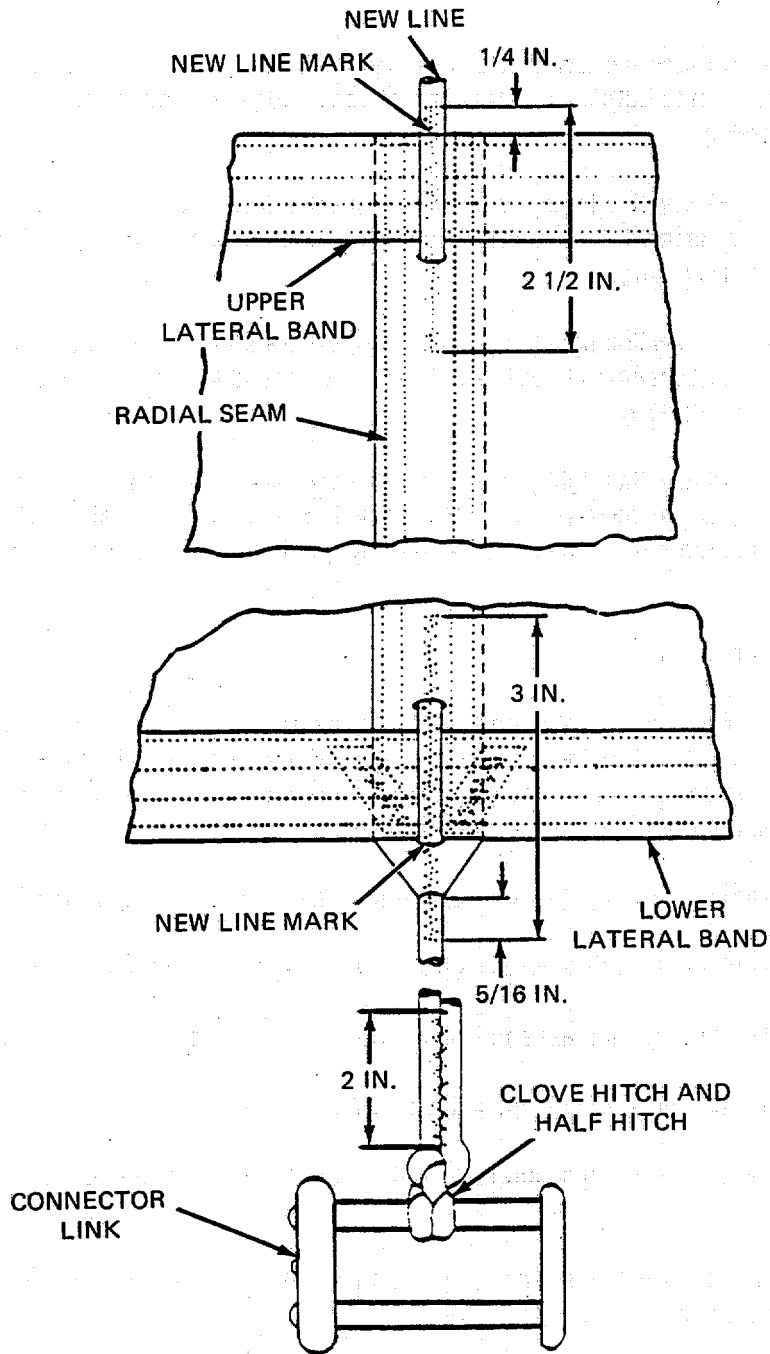 NEW LINE
NEW LINE MARK
1/4 IN.
2 1/2 IN.
UPPER
LATERAL BAND
RADIAL SEAM
3 IN.
NEW LINE MARK
LOWER
LATERAL BAND
5/16 IN.
2 IN.
CLOVE HITCH AND
HALF HITCH
CONNECTOR
LINK